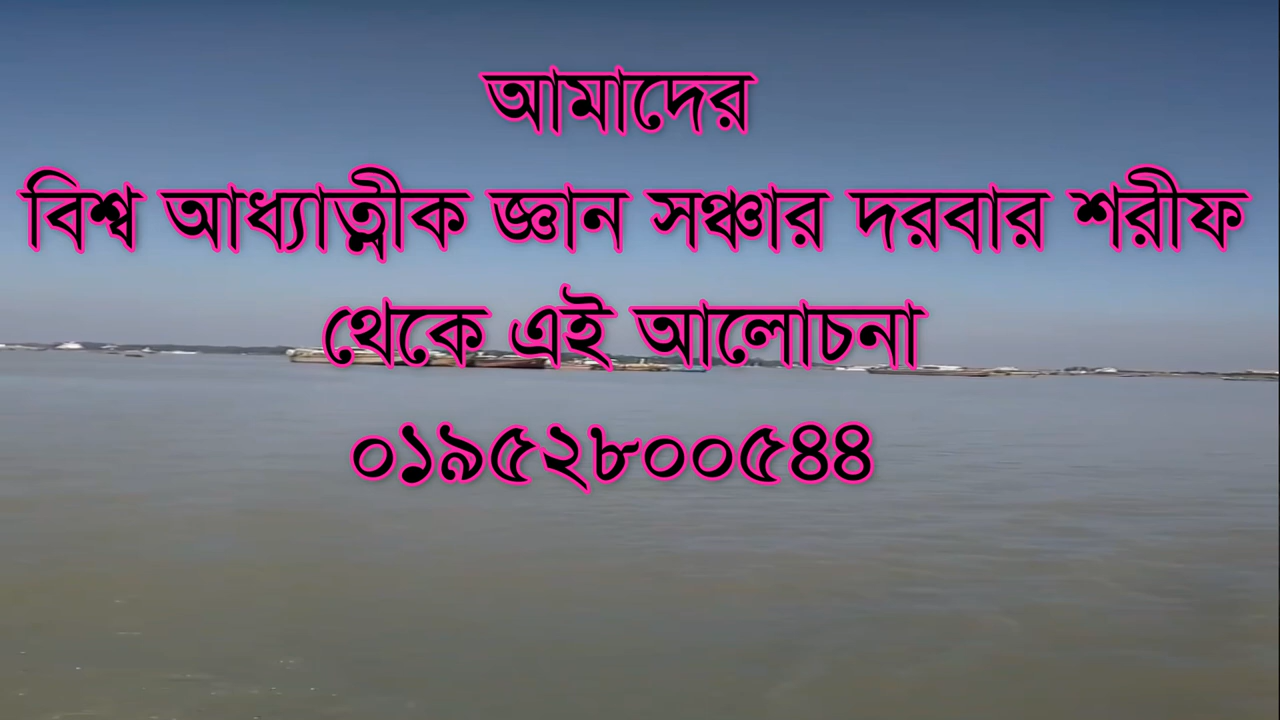 আমাদের
বিশ্ব আধ্যাত্নীক জ্ঞান সঞ্চার দরবার শরীফ
থেকে এই আলোচনা
০১৯৫২৮০০৫৪৪